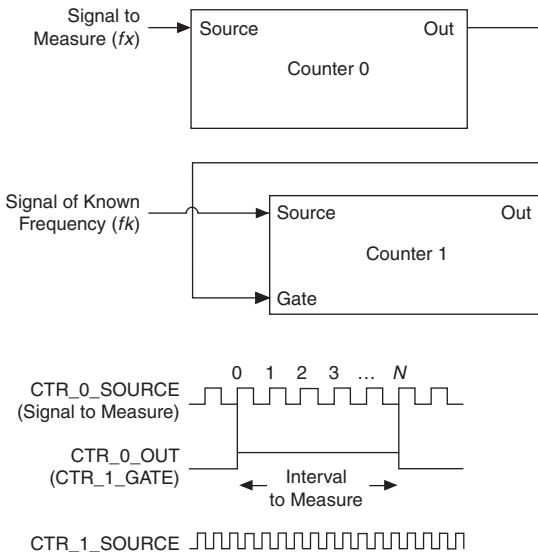 Signal to
Measure (fx)
Source
Out
Counter 0
Signal of Known
Frequency (fk)
Source
Out
Counter 1
Gate
0 1 2 3 … N
CTR_0_SOURCE
(Signal to Measure)
CTR_0_OUT
(CTR_1_GATE)
Interval
to Measure
CTR_1_SOURCE